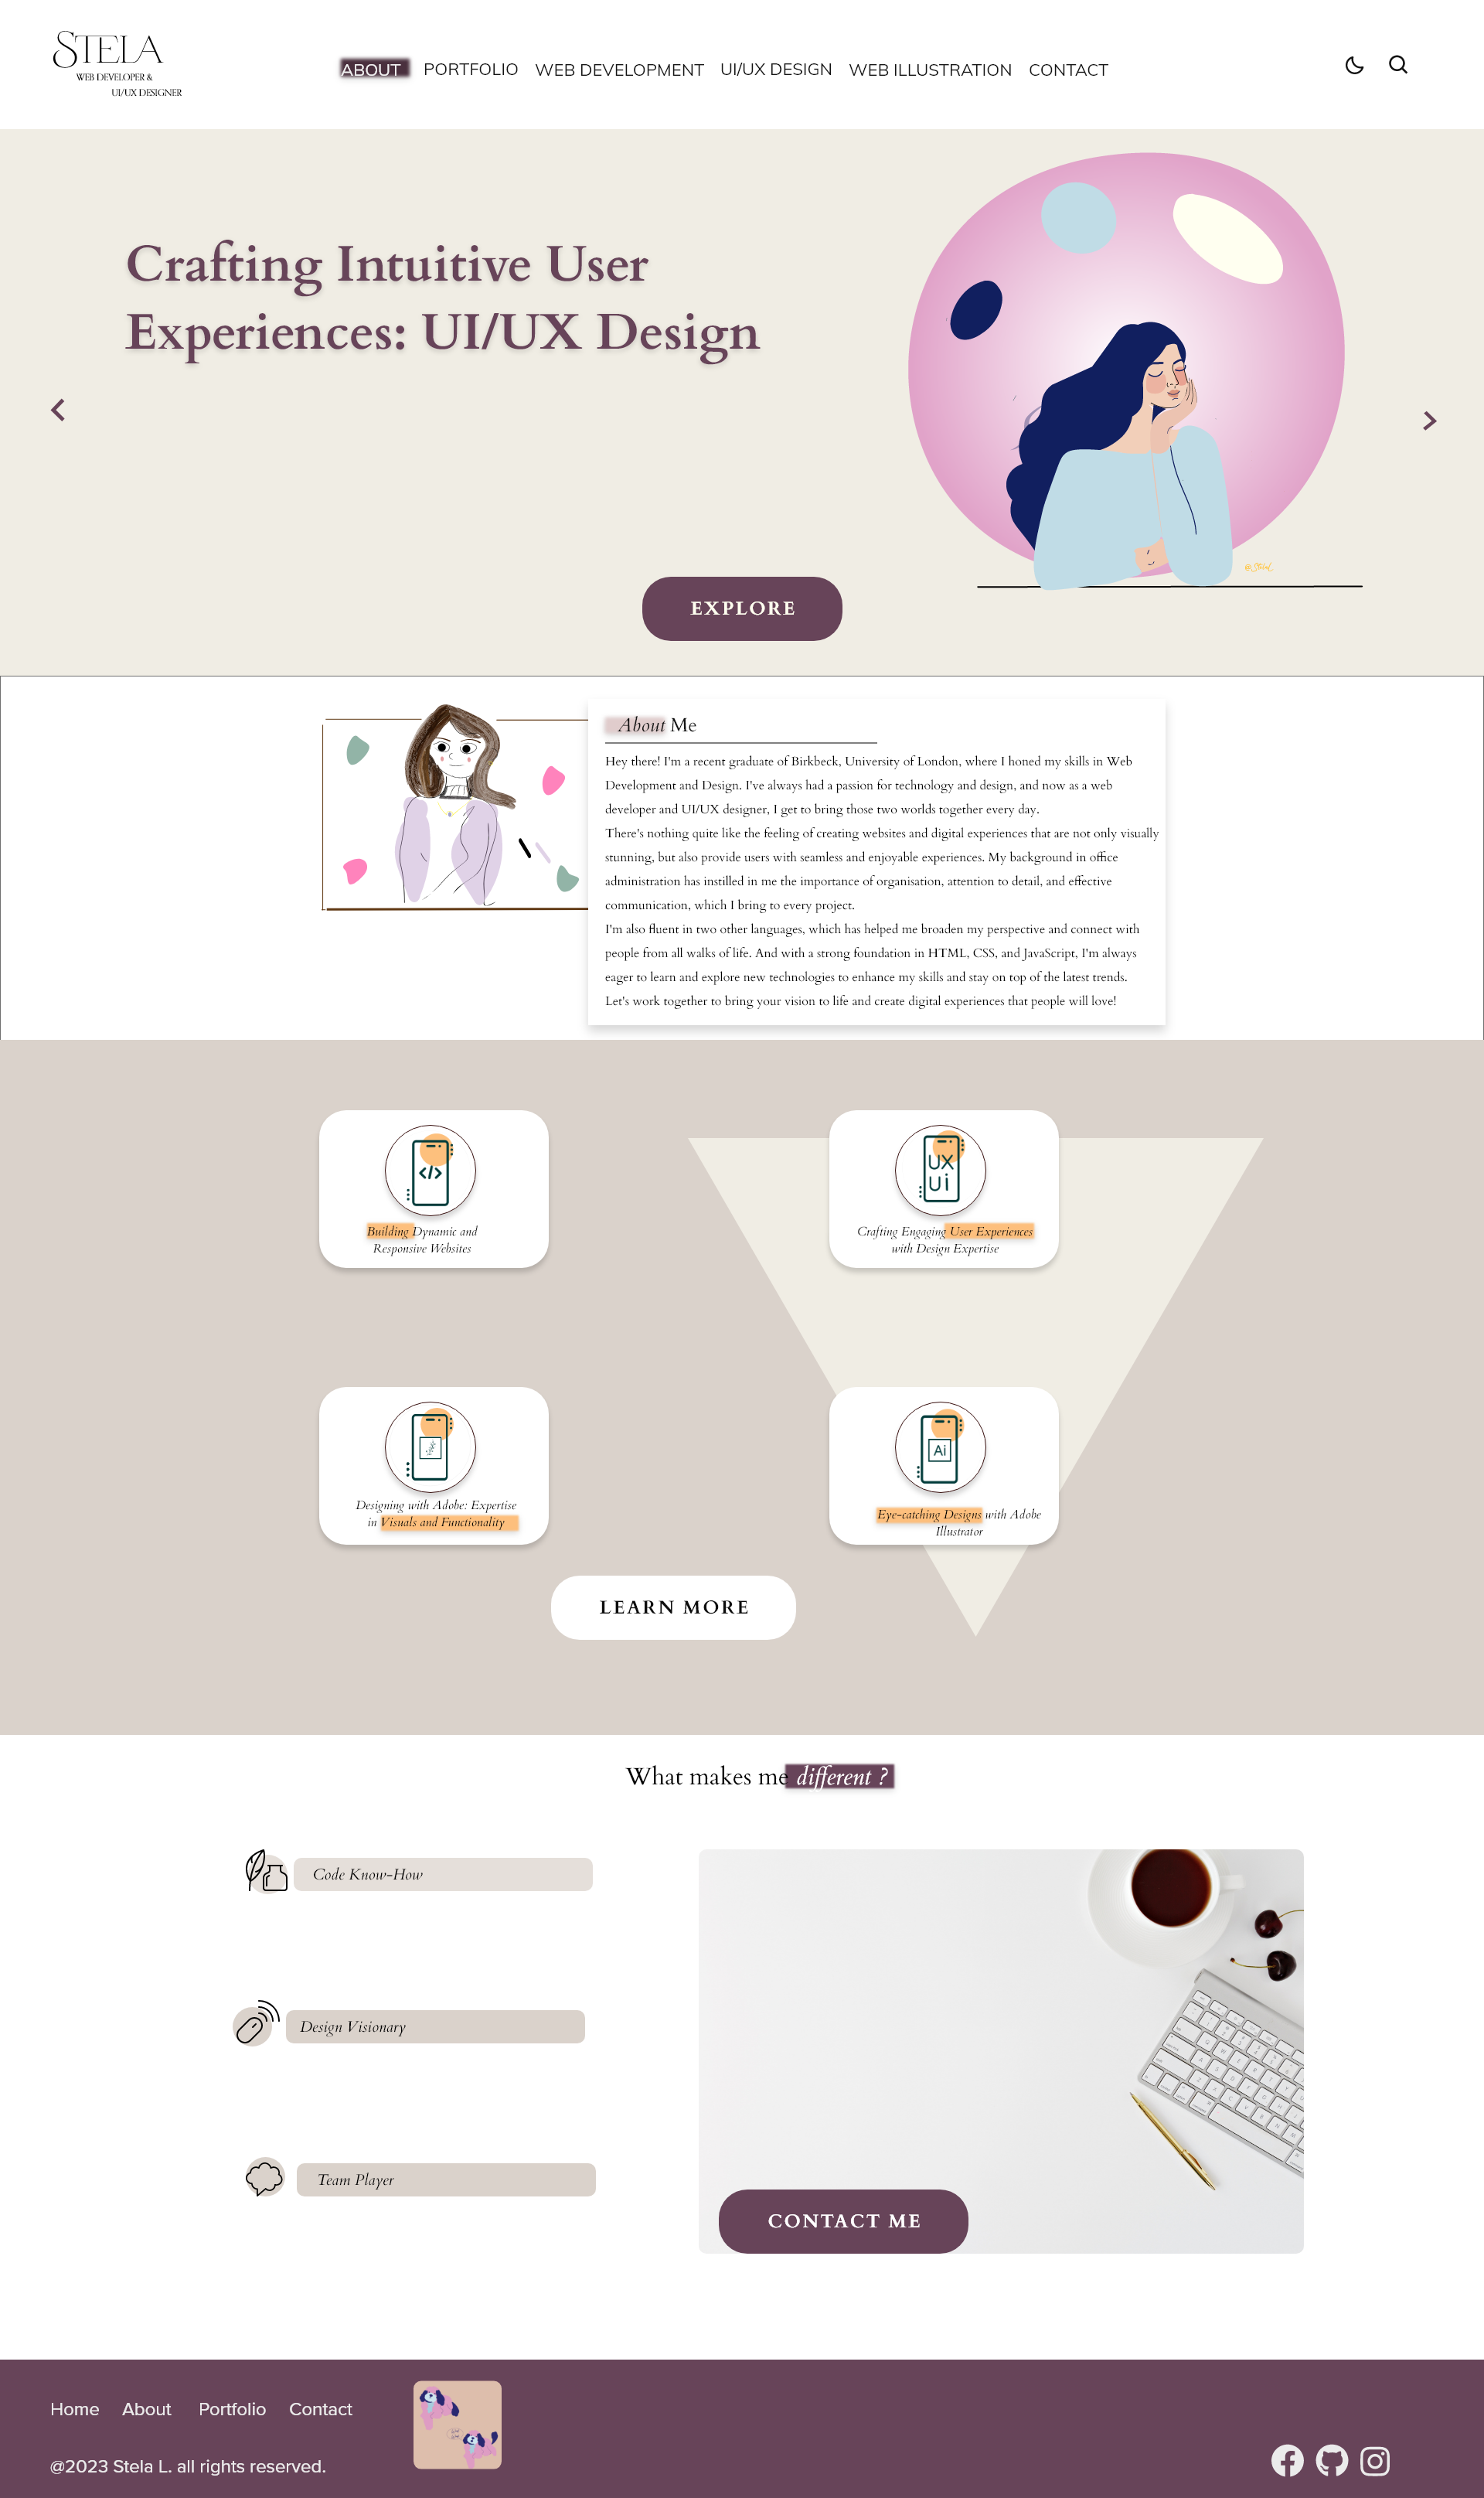 STELA
WEB DEVELOPER &
UI/UX DESIGNER
ABOUT PORTFOLIO WEB DEVELOPMENT UI/UX DESIGN WEB ILLUSTRATION CONTACT
Crafting Intuitive User
Experiences: UI/UX Design
EXPLORE
About Me
Hey there! I'm a recent graduate of Birkbeck, University of London, where I honed my skills in Web
Development and Design. I've always had a passion for technology and design, and now as a web
developer and UI/UX designer, I get to bring those two worlds together every day.
There's nothing quite like the feeling of creating websites and digital experiences that are not only visually
stunning, but also provide users with seamless and enjoyable experiences. My background in office
administration has instilled in me the importance of organisation, attention to detail, and effective
communication, which I bring to every project.
I'm also fluent in two other languages, which has helped me broaden my perspective and connect with
people from all walks of life. And with a strong foundation in HTML, CSS, and JavaScript, I'm always
eager to learn and explore new technologies to enhance my skills and stay on top of the latest trends.
Let's work together to bring your vision to life and create digital experiences that people will love!
</>
Building Dynamic and
Responsive Websites
UX
Ui
Crafting Engaging User Experiences
with Design Expertise
Designing with Adobe: Expertise
in Visuals and Functionality
Ai
Eye-catching Designs with Adobe
Illustrator
LEARN MORE
What makes me different ?
Code Know-How
Design Visionary
Team Player
CONTACT ME
Home About Portfolio Contact
@2023 Stela L. all rights reserved.